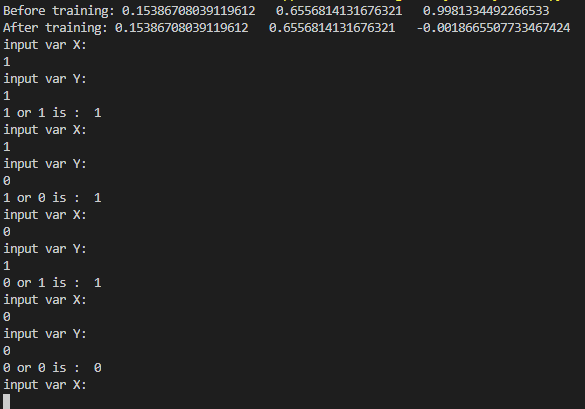 Before training: 0.15386708039119612   0.6556814131676321   0.9981334492266533
After training: 0.15386708039119612   0.6556814131676321   -0.0018665507733467424
input var X:
1
input var Y:
1
1 or 1 is :  1
input var X:
1
input var Y:
0
1 or 0 is :  1
input var X:
0
input var Y:
1
0 or 1 is :  1
input var X:
0
input var Y:
0
0 or 0 is :  0
input var X: